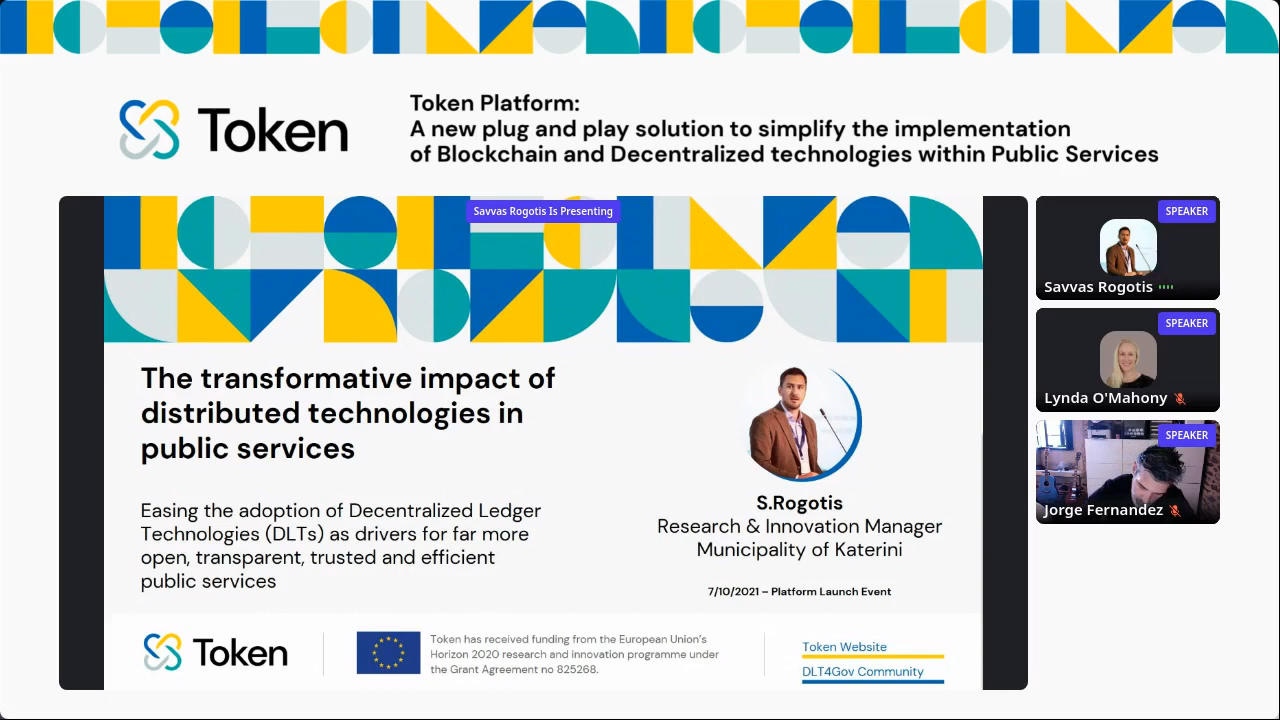 Token
Token Platform:
A new plug and play solution to simplify the implementation
of Blockchain and Decentralized technologies within Public Services
Savvas Rogotis Is Presenting
The transformative impact of
distributed technologies in
public services
Easing the adoption of Decentralized Ledger
Technologies (DLTs) as drivers for far more
open, transparent, trusted and efficient
public services
S.Rogotis
Research & Innovation Manager
Municipality of Katerini
7/10/2021 – Platform Launch Event
Token
Token has received funding from the European Union's
Horizon 2020 research and innovation programme under
the Grant Agreement no 825268.
Token Website
DLT4Gov Community
SPEAKER
Savvas Rogotis
SPEAKER
Lynda O'Mahony
SPEAKER
Jorge Fernandez